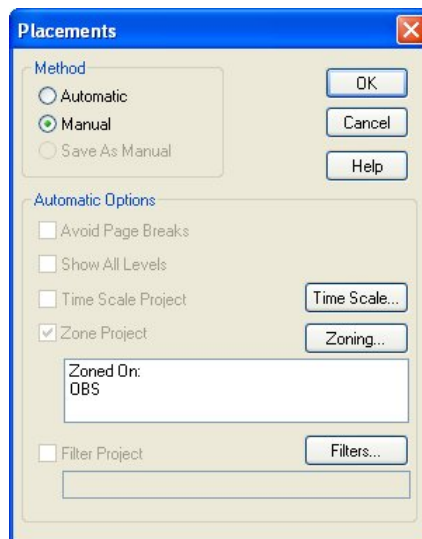 Placements
Method
Automatic
Manual
Save As Manual
OK
Cancel
Help
Automatic Options
Avoid Page Breaks
Show All Levels
Time Scale Project
Time Scale...
Zone Project
Zoning...
Zoned On:
OBS
Filter Project
Filters...